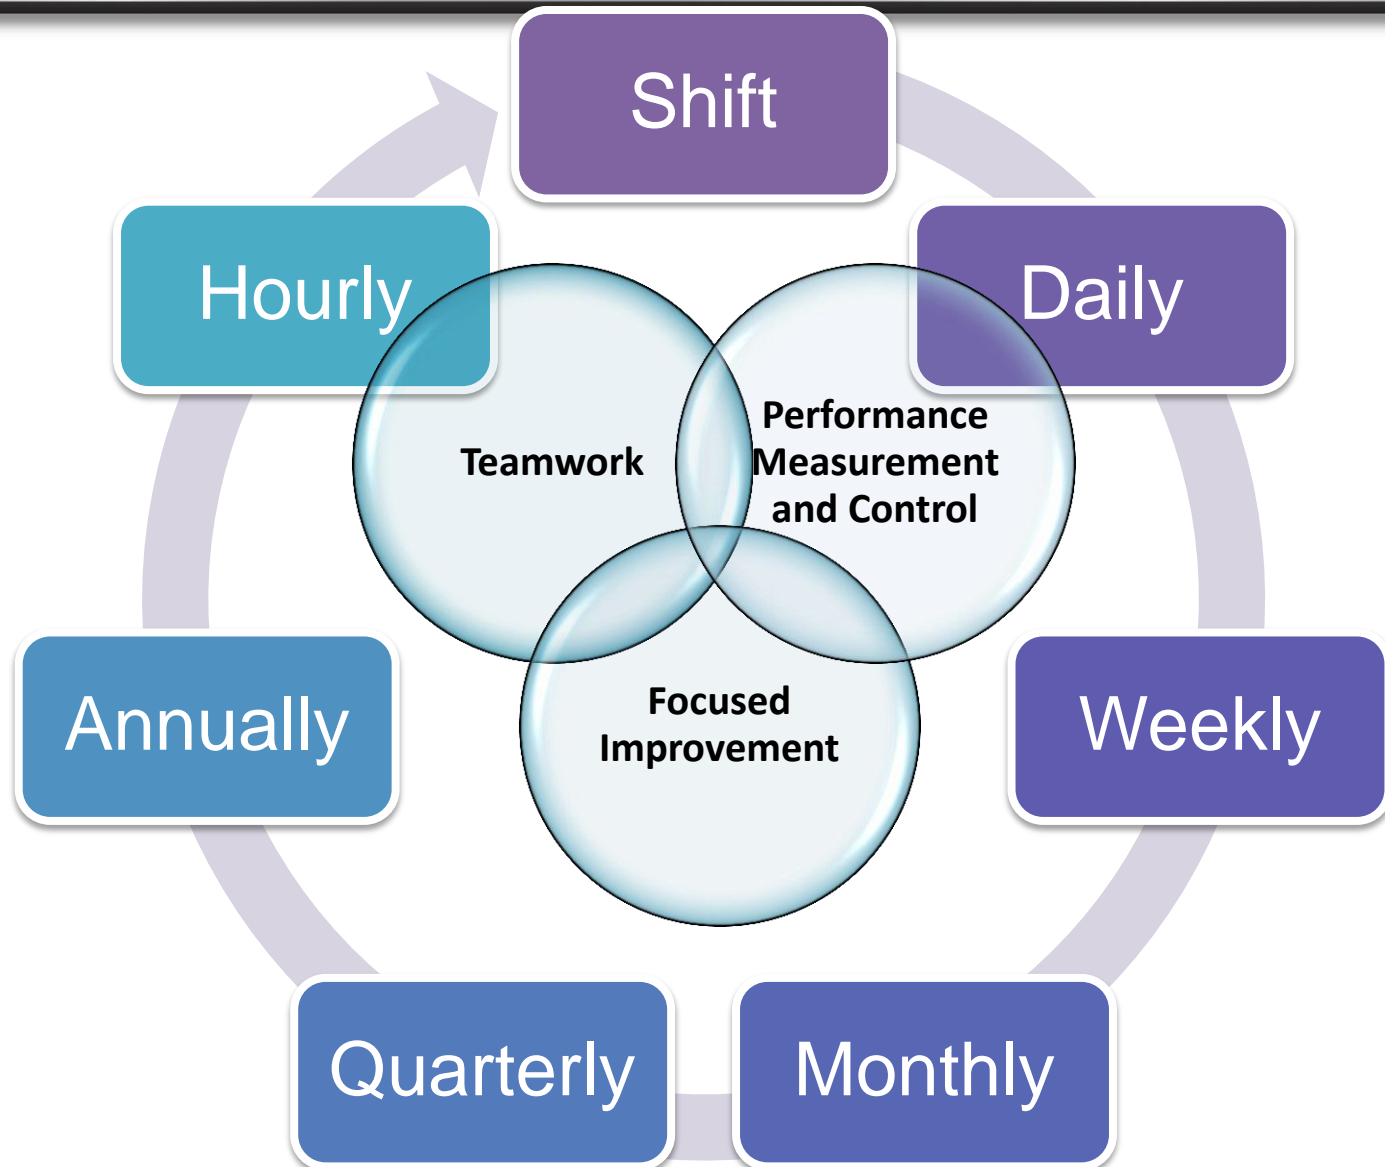 Shift
Hourly
Daily
Teamwork
Performance
Measurement
and Control
Annually
Weekly
Focused
Improvement
Quarterly
Monthly